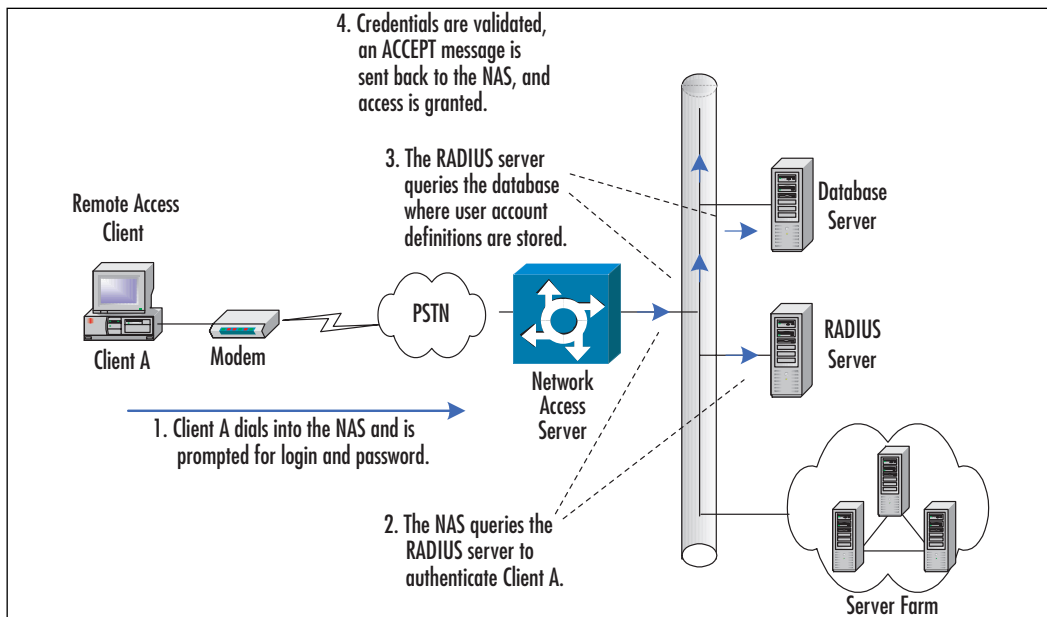 4. Credentials are validated,
an ACCEPT message is
sent back to the NAS, and
access is granted.
3. The RADIUS server
queries the database
where user account
definitions are stored.
Database
Server
Remote Access
Client
PSTN
RADIUS
Server
Client A
Modem
Network
Access
Server
1. Client A dials into the NAS and is
prompted for login and password.
2. The NAS queries the
RADIUS server to
authenticate Client A.
Server Farm